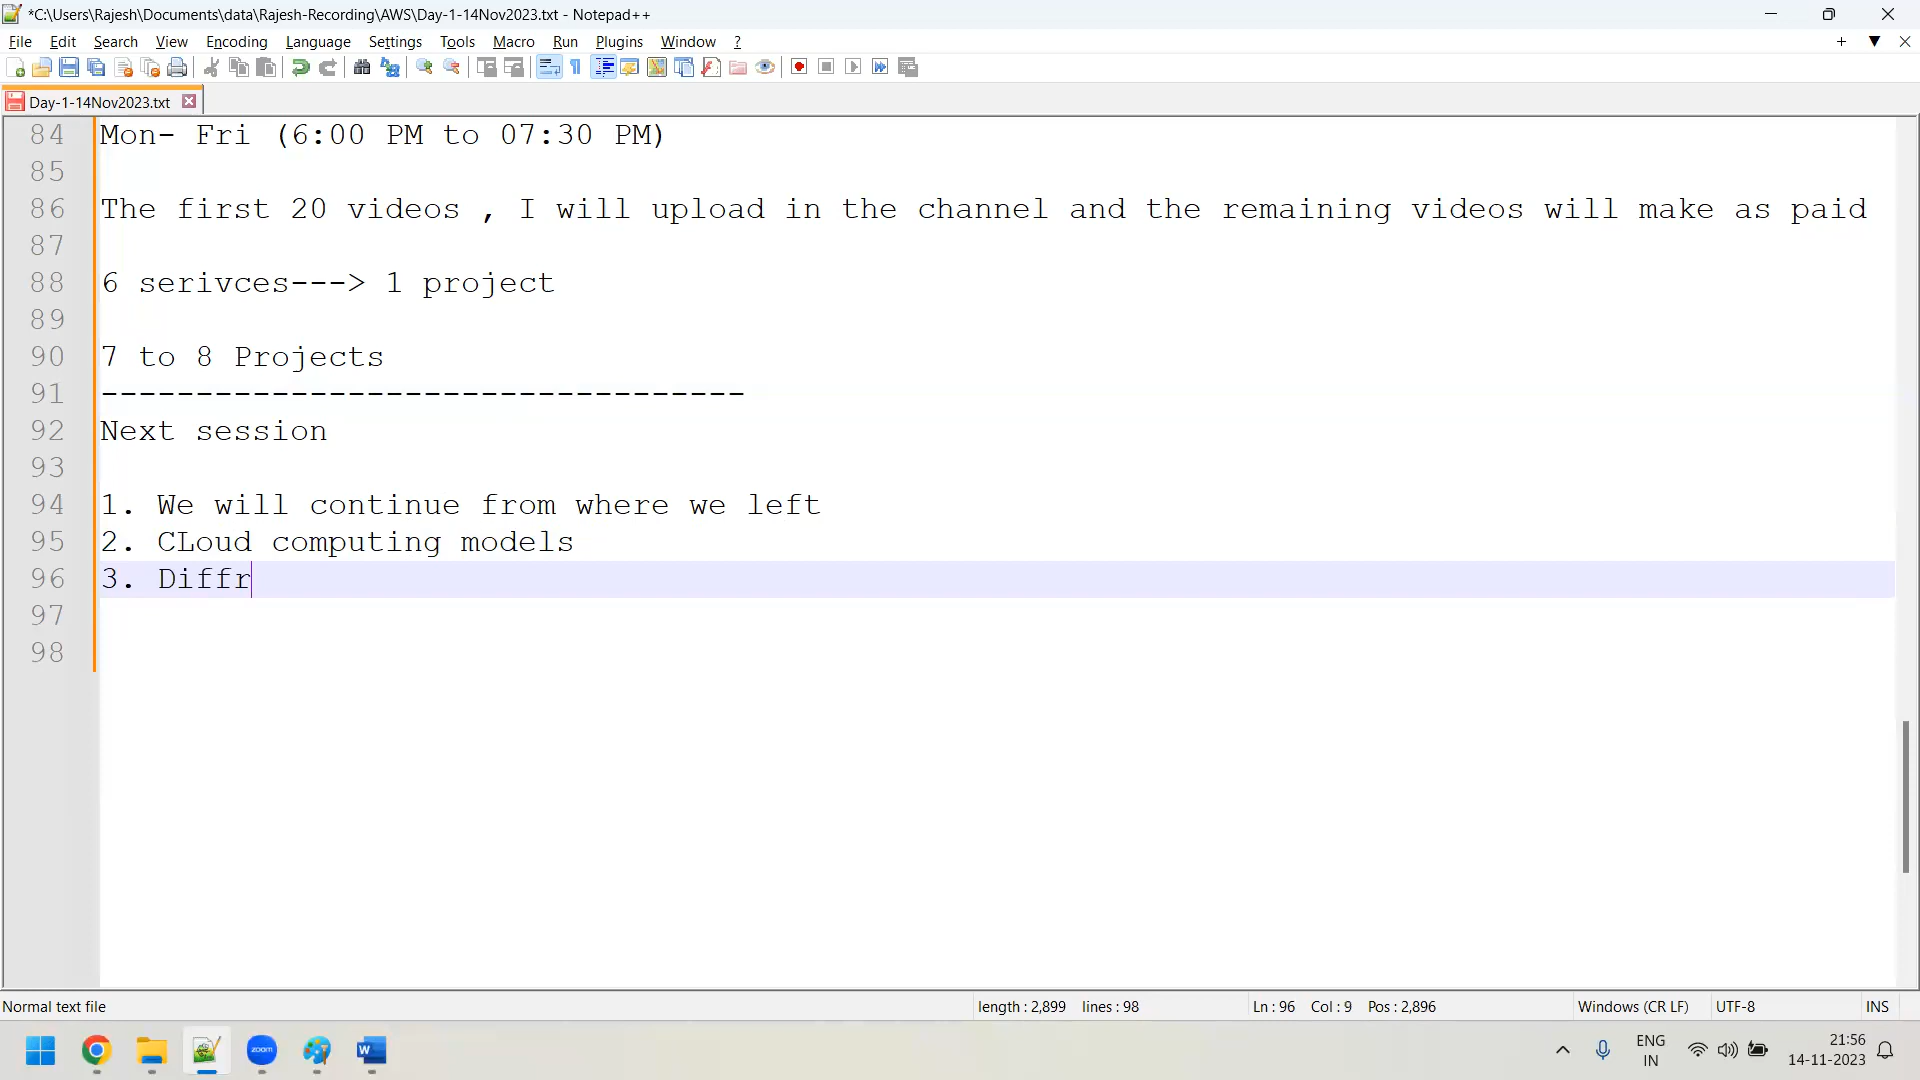 *C:\Users\Rajesh\Documents\data\Rajesh-Recording\AWS\Day-1-14Nov2023.txt - Notepad++
File Edit Search View Encoding Language Settings Tools Macro Run Plugins Window ?
Day-1-14Nov2023.txt
84 Mon- Fri (6:00 PM to 07:30 PM)
85
86 The first 20 videos , I will upload in the channel and the remaining videos will make as paid
87
88 6 serivces---> 1 project
89
90 7 to 8 Projects
91 ----------------------------------
92 Next session
93
94 1. We will continue from where we left
95 2. CLoud computing models
96 3. Diffr
97
98
Normal text file length : 2,899 lines : 98 Ln : 96 Col : 9 Pos : 2,896 Windows (CR LF) UTF-8 INS
zoom W ENG 21:56
IN 14-11-2023